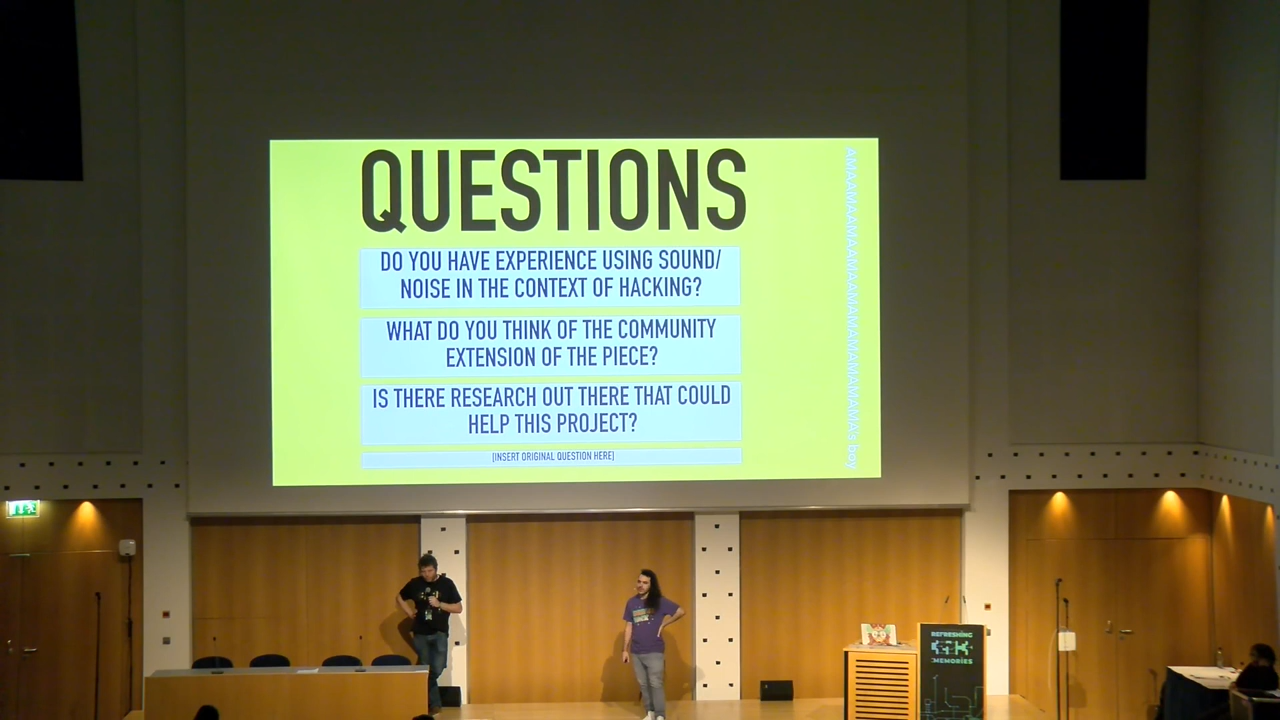 QUESTIONS
DO YOU HAVE EXPERIENCE USING SOUND/
NOISE IN THE CONTEXT OF HACKING?
WHAT DO YOU THINK OF THE COMMUNITY
EXTENSION OF THE PIECE?
IS THERE RESEARCH OUT THERE THAT COULD
HELP THIS PROJECT?
[INSERT ORIGINAL QUESTION HERE]
REFRESHING
MEMORIES